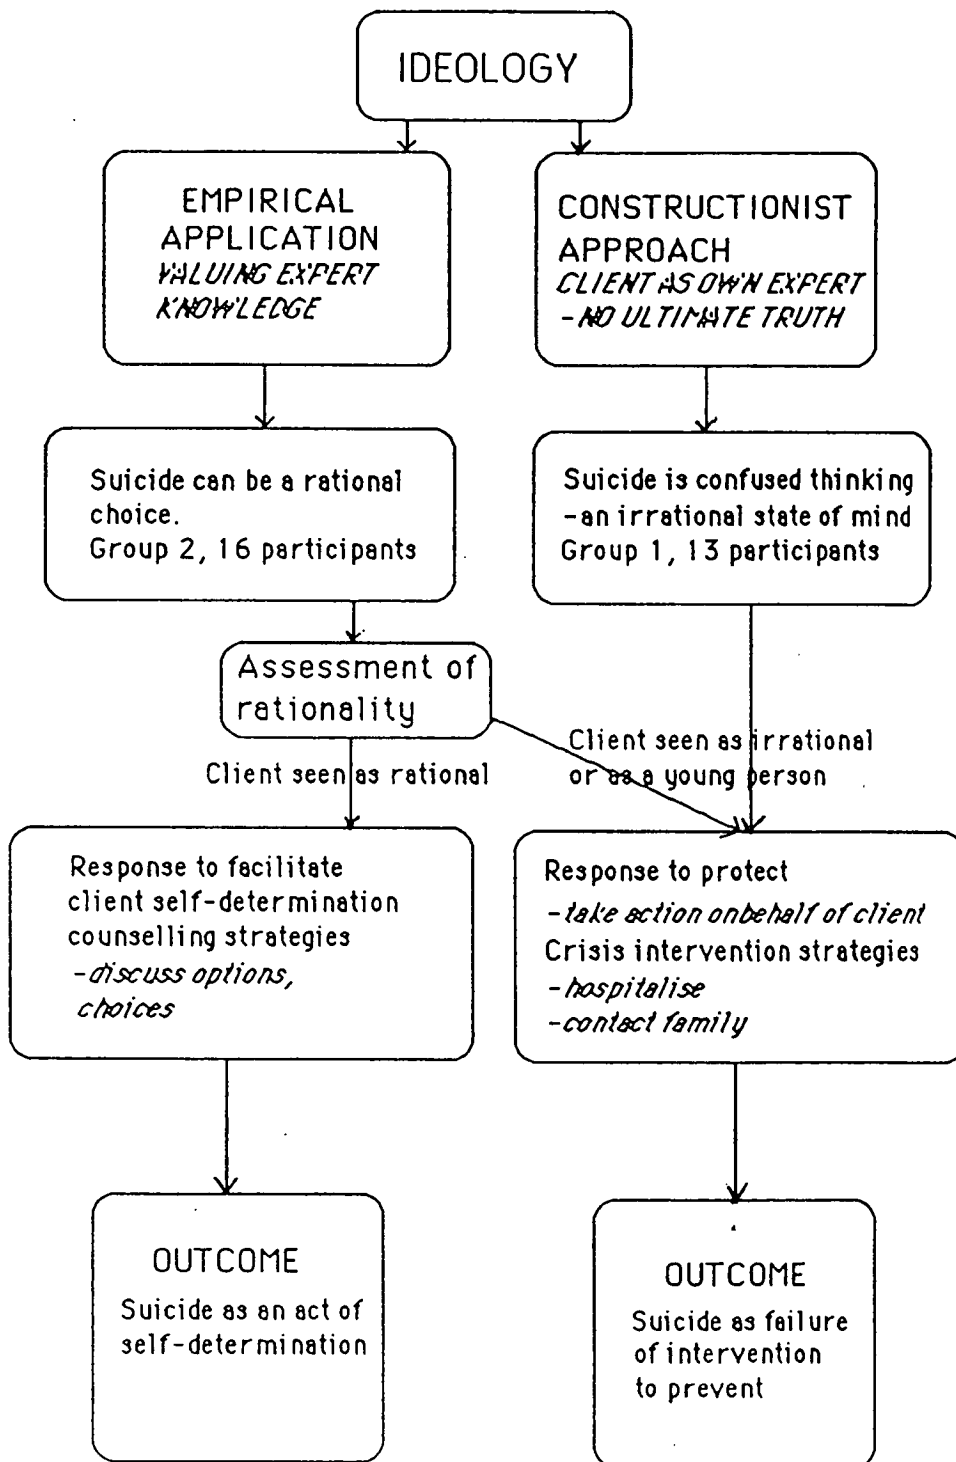 IDEOLOGY
EMPIRICAL
APPLICATION
VALUING EXPERT
KNOWLEDGE
CONSTRUCTIONIST
APPROACH
CLIENT AS OWN EXPERT
-NO ULTIMATE TRUTH
Suicide can be a rational
choice.
Group 2, 16 participants
Suicide is confused thinking
-an irrational state of mind
Group 1, 13 participants
Assessment of
rationality
Client seen as rational
Client seen as irrational
or as a young person
Response to facilitate
client self-determination
counselling strategies
-discuss options,
choices
Response to protect
-take action onbehalf of client
Crisis intervention strategies
-hospitalise
-contact family
OUTCOME
Suicide as an act of
self-determination
OUTCOME
Suicide as failure
of intervention
to prevent